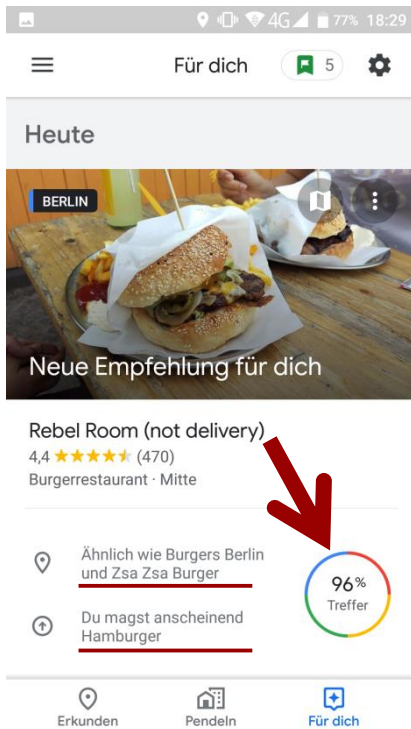 4G 77% 18:29
Für dich
5
Heute
BERLIN
Neue Empfehlung für dich
Rebel Room (not delivery)
4,4 ★★★★★ (470)
Burgerrestaurant · Mitte
Ähnlich wie Burgers Berlin
und Zsa Zsa Burger
Du magst anscheinend
Hamburger
96%
Treffer
Erkunden
Pendeln
Für dich